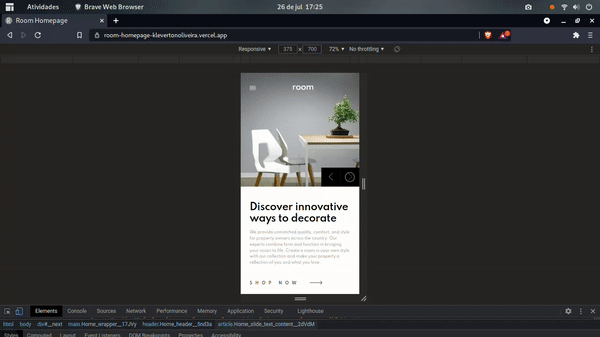 Atividades
Brave Web Browser
26 de jul 17:25
Room Homepage
room-homepage-klevertonoliveira.vercel.app
Responsive
375 x 700
72%
No throttling
room
Discover innovative
ways to decorate
We provide unmatched quality, comfort, and style
for property owners across the country. Our
experts combine form and function in bringing
your vision to life. Create a room in your own style
with our collection and make your property a
reflection of you and what you love.
SHOP NOW
Elements Console Sources Network Performance Memory Application Security Lighthouse
html body div#__next main.Home_wrapper__17JVy header.Home_header__5nd3a article.Home_slide_text_content__2dVdM
Styles Computed Layout Event Listeners DOM Breakpoints Properties Accessibility